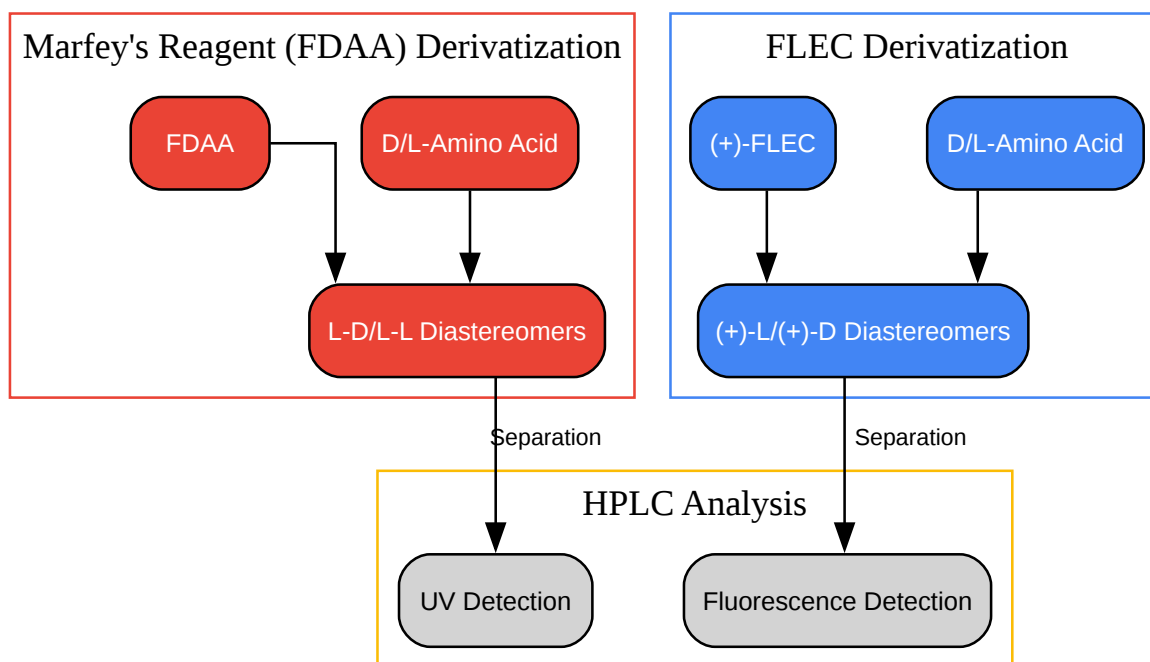 Marfey's Reagent (FDAA) Derivatization
FDAA
D/L-Amino Acid
L-D/L-L Diastereomers
FLEC Derivatization
(+)-FLEC
D/L-Amino Acid
(+)-L/(+)-D Diastereomers
Separation
Separation
HPLC Analysis
UV Detection
Fluorescence Detection